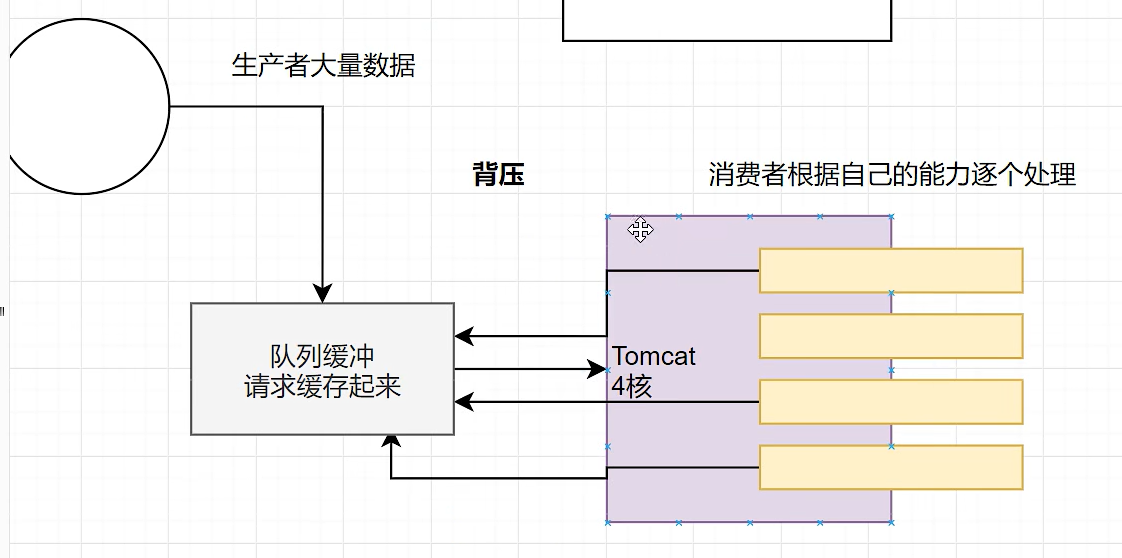 生产者大量数据
背压
消费者根据自己的能力逐个处理
队列缓冲
请求缓存起来
Tomcat
4核